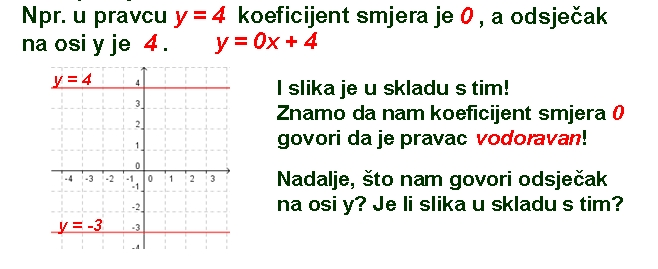 Npr. u pravcu y = 4 koeficijent smjera je 0 , a odsječak
na osi y je 4 . y = 0x + 4
y = 4
I slika je u skladu s tim!
Znamo da nam koeficijent smjera 0
govori da je pravac vodoravan!
Nadalje, što nam govori odsječak
na osi y? Je li slika u skladu s tim?
4
3
2
1
0
-4 -3 -2 -1 0 1 2 3
-1
-2
-3
y = -3
-4